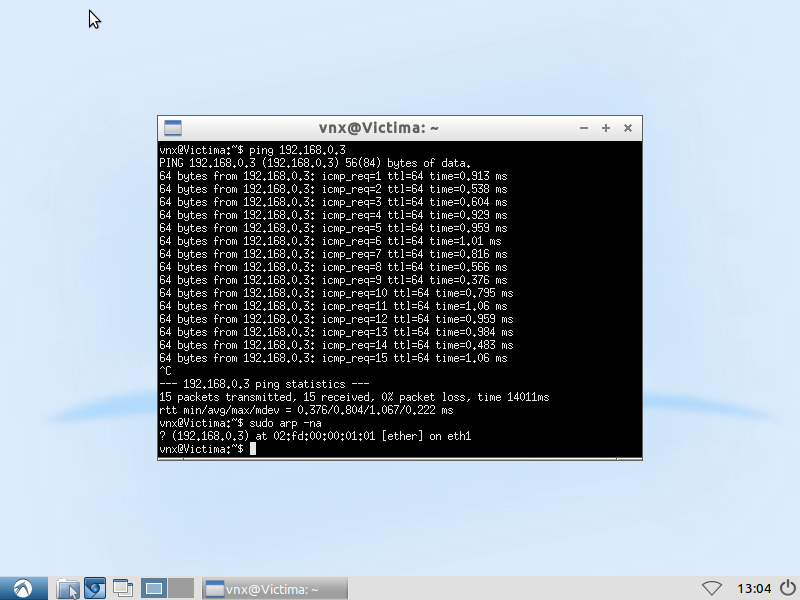 vnx@Victima: ~
vnx@Victima:~$ ping 192.168.0.3
PING 192.168.0.3 (192.168.0.3) 56(84) bytes of data.
64 bytes from 192.168.0.3: icmp_req=1 ttl=64 time=0.913 ms
64 bytes from 192.168.0.3: icmp_req=2 ttl=64 time=0.538 ms
64 bytes from 192.168.0.3: icmp_req=3 ttl=64 time=0.604 ms
64 bytes from 192.168.0.3: icmp_req=4 ttl=64 time=0.929 ms
64 bytes from 192.168.0.3: icmp_req=5 ttl=64 time=0.959 ms
64 bytes from 192.168.0.3: icmp_req=6 ttl=64 time=1.01 ms
64 bytes from 192.168.0.3: icmp_req=7 ttl=64 time=0.816 ms
64 bytes from 192.168.0.3: icmp_req=8 ttl=64 time=0.566 ms
64 bytes from 192.168.0.3: icmp_req=9 ttl=64 time=0.376 ms
64 bytes from 192.168.0.3: icmp_req=10 ttl=64 time=0.795 ms
64 bytes from 192.168.0.3: icmp_req=11 ttl=64 time=1.06 ms
64 bytes from 192.168.0.3: icmp_req=12 ttl=64 time=0.959 ms
64 bytes from 192.168.0.3: icmp_req=13 ttl=64 time=0.984 ms
64 bytes from 192.168.0.3: icmp_req=14 ttl=64 time=0.483 ms
64 bytes from 192.168.0.3: icmp_req=15 ttl=64 time=1.06 ms
^C
--- 192.168.0.3 ping statistics ---
15 packets transmitted, 15 received, 0% packet loss, time 14011ms
rtt min/avg/max/mdev = 0.376/0.804/1.067/0.222 ms
vnx@Victima:~$ sudo arp -na
? (192.168.0.3) at 02:fd:00:00:01:01 [ether] on eth1
vnx@Victima:~$
vnx@Victima: ~
13:04